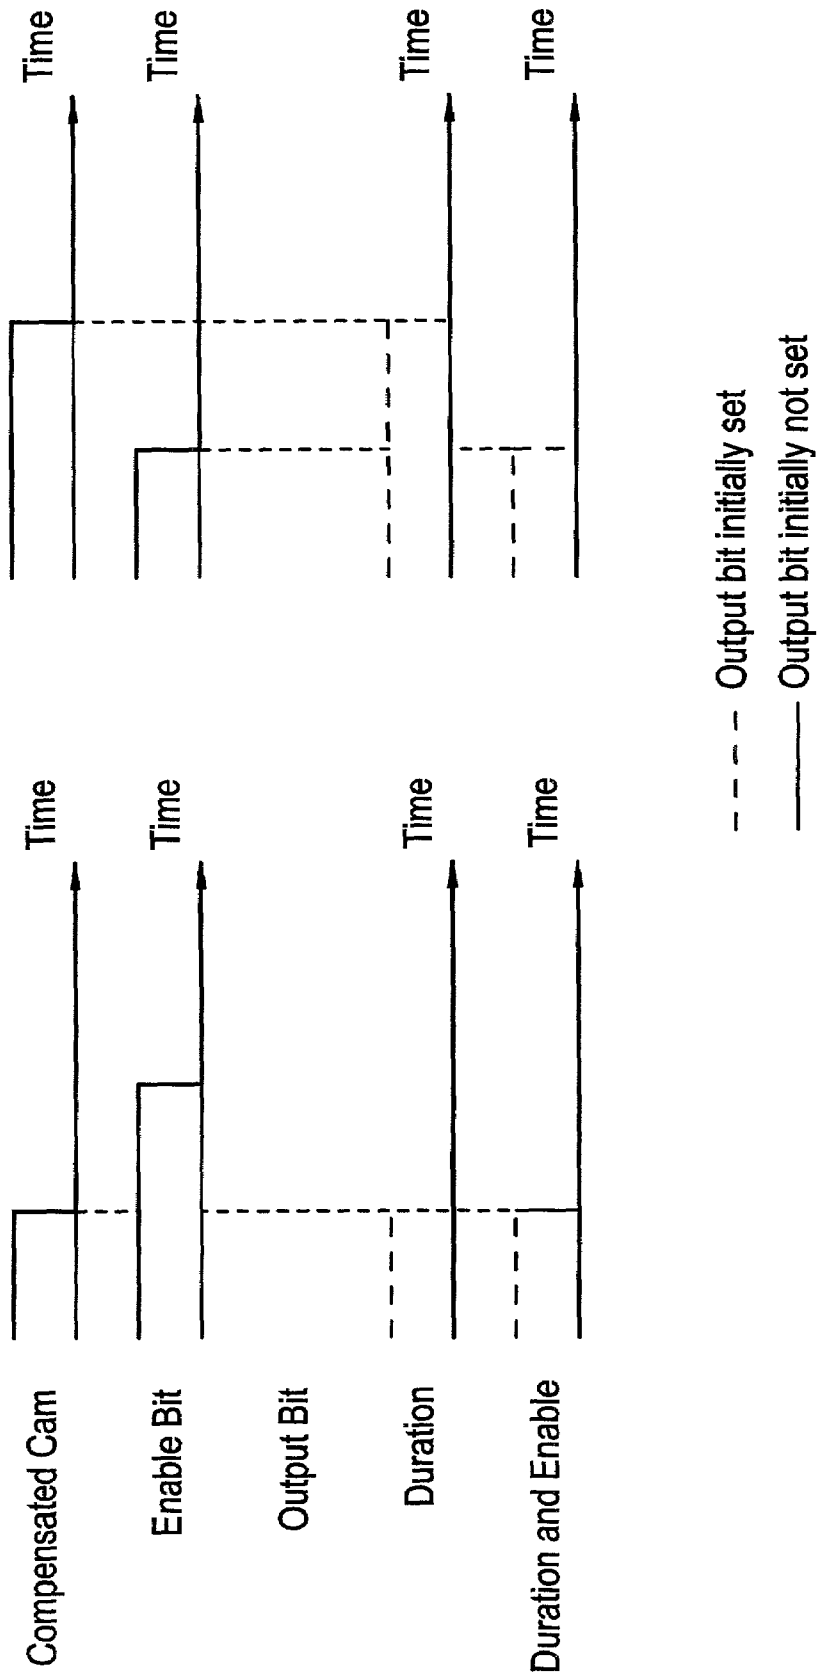 Compensated Cam
Time
Time
Enable Bit
Time
Time
Output Bit
Duration
Time
Time
Duration and Enable
Time
Time
Output bit initially set
Output bit initially not set